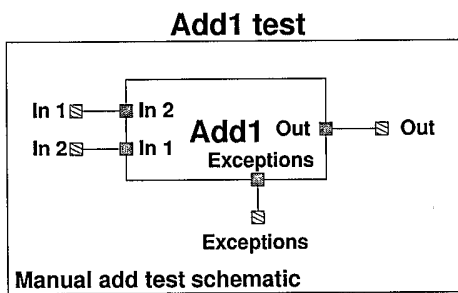 Add1 test
In 1 In 2
Add1 Out Out
In 2 In 1
Exceptions
Exceptions
Manual add test schematic